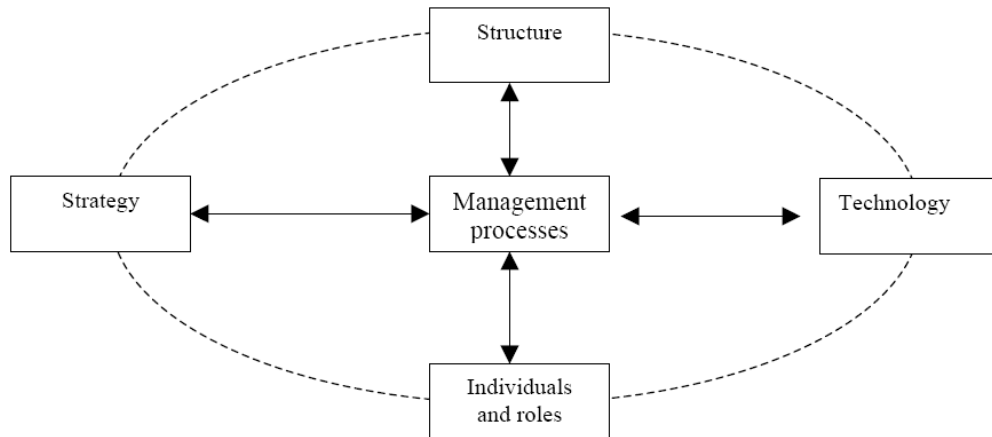 Structure
Strategy
Management
processes
Technology
Individuals
and roles